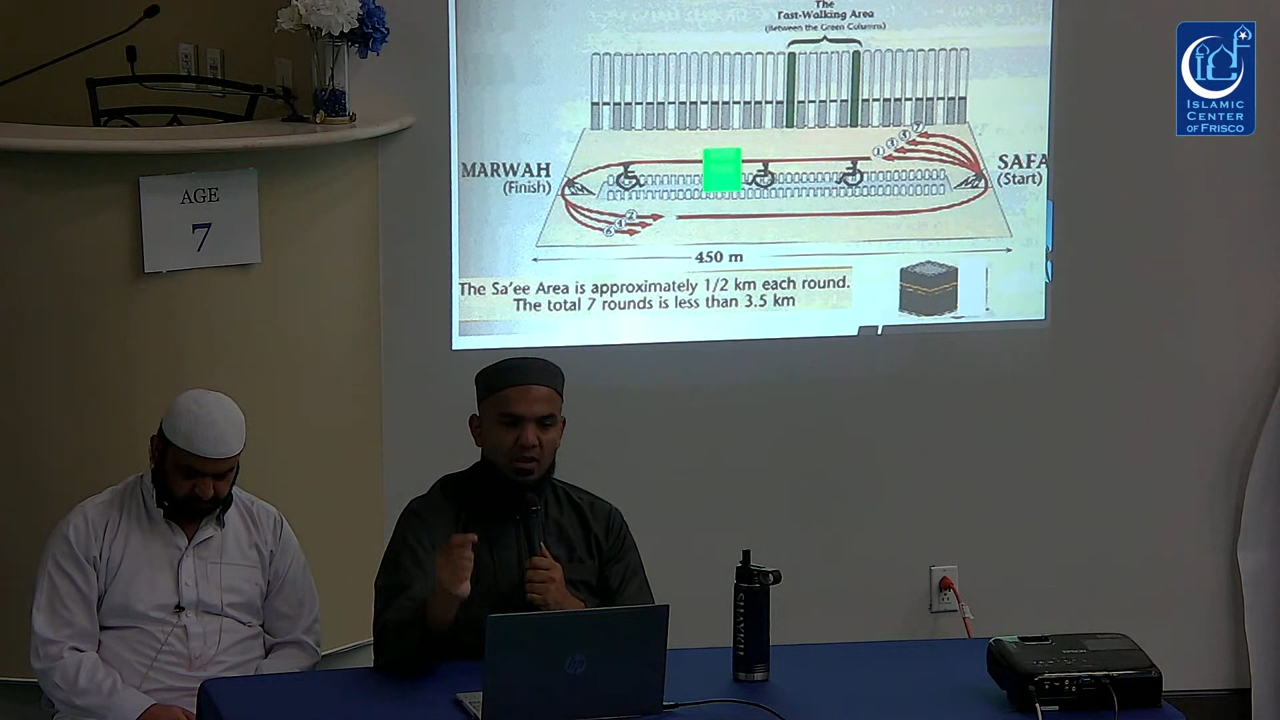 The
Fast-Walking Area
(Between the Green Columns)
MARWAH
(Finish)
SAFA
(Start)
450 m
The Sa'ee Area is approximately 1/2 km each round.
The total 7 rounds is less than 3.5 km
ISLAMIC
CENTER
OF FRISCO
AGE
7
hp
EPSON